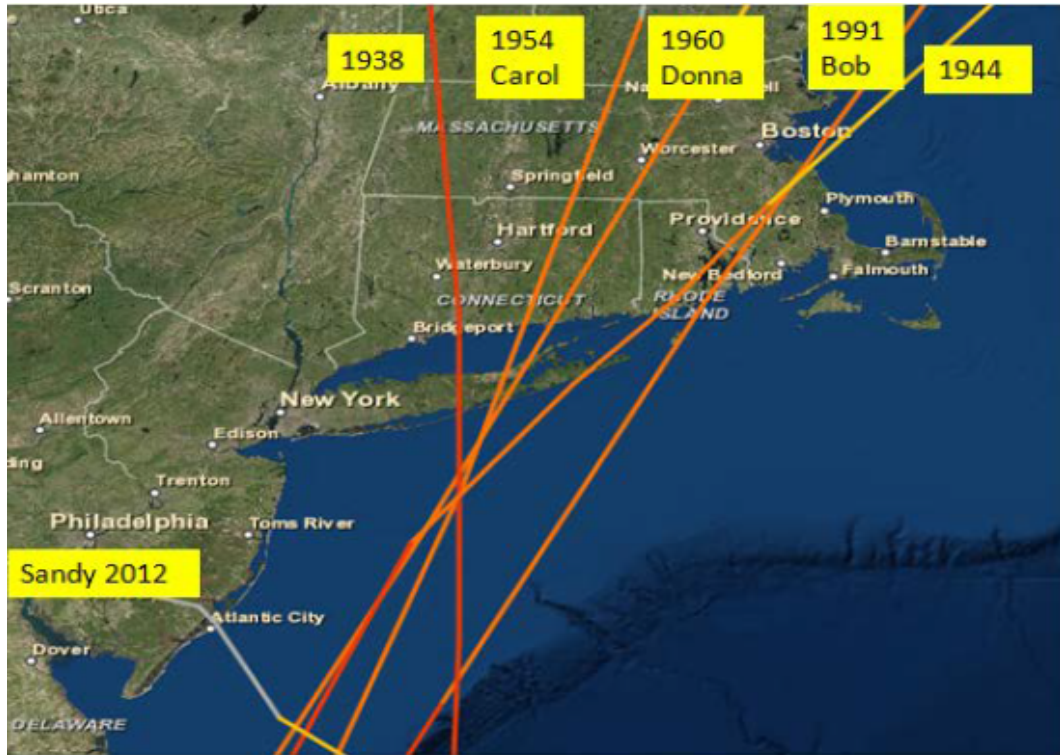 Utica
1938
1954
Carol
1960
Donna
1991
Bob
1944
Albany
MASSACHUSETTS
Boston
Worcester
Springfield
Plymouth
Hartford
Providence
Barnstable
Waterbury
New Bedford
Falmouth
Scranton
CONNECTICUT
RHODE
ISLAND
Bridgeport
New York
Allentown
Edison
Trenton
Philadelphia
Toms River
Sandy 2012
Atlantic City
Dover
DELAWARE